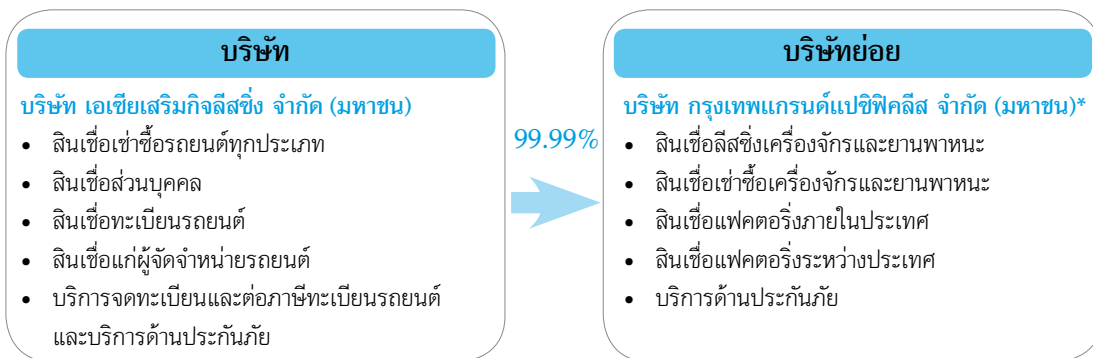 บริษัท
บริษัท เอเซียเสริมกิจลีสซิ่ง จำกัด (มหาชน)
• สินเชื่อเช่าซื้อรถยนต์ทุกประเภท
• สินเชื่อส่วนบุคคล
• สินเชื่อทะเบียนรถยนต์
• สินเชื่อแก่ผู้จัดจำหน่ายรถยนต์
• บริการจดทะเบียนและต่อภาษีทะเบียนรถยนต์
และบริการด้านประกันภัย
99.99%
บริษัทย่อย
บริษัท กรุงเทพแกรนด์แปซิฟิคลีส จำกัด (มหาชน)*
• สินเชื่อลีสซิ่งเครื่องจักรและยานพาหนะ
• สินเชื่อเช่าซื้อเครื่องจักรและยานพาหนะ
• สินเชื่อแฟคตอริ่งภายในประเทศ
• สินเชื่อแฟคตอริ่งระหว่างประเทศ
• บริการด้านประกันภัย